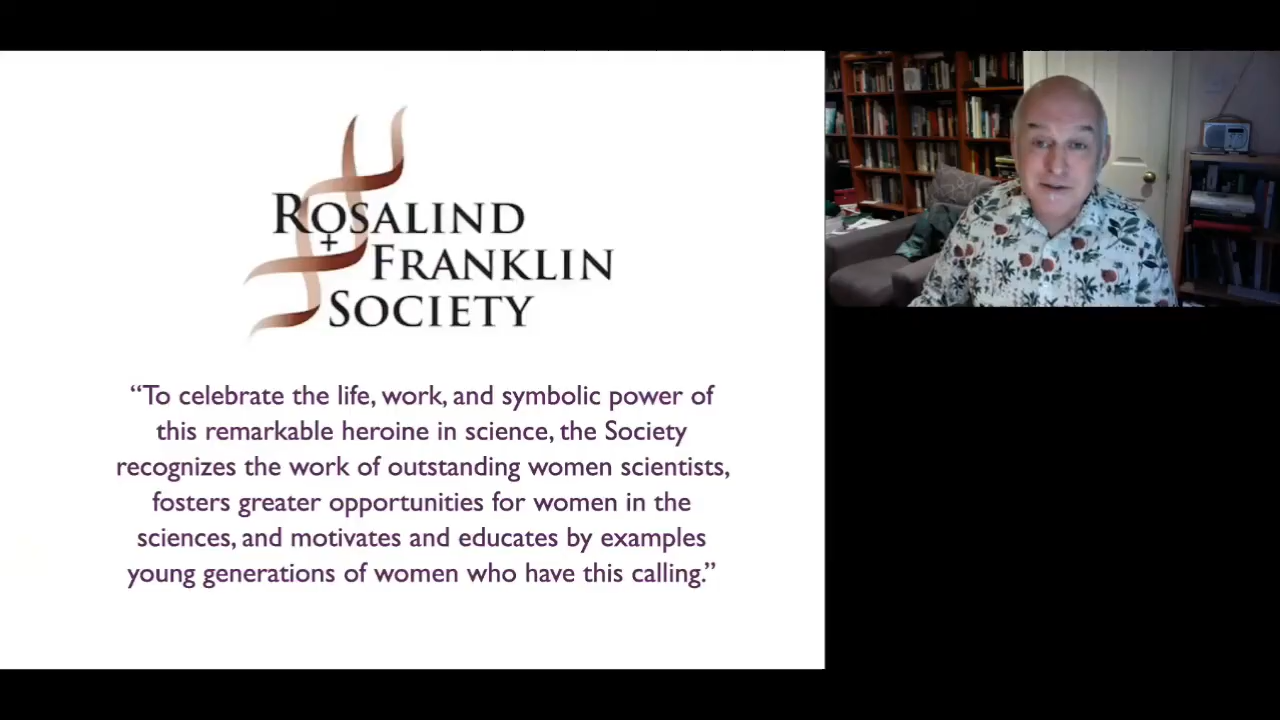 ROSALIND
FRANKLIN
SOCIETY
“To celebrate the life, work, and symbolic power of
this remarkable heroine in science, the Society
recognizes the work of outstanding women scientists,
fosters greater opportunities for women in the
sciences, and motivates and educates by examples
young generations of women who have this calling.”